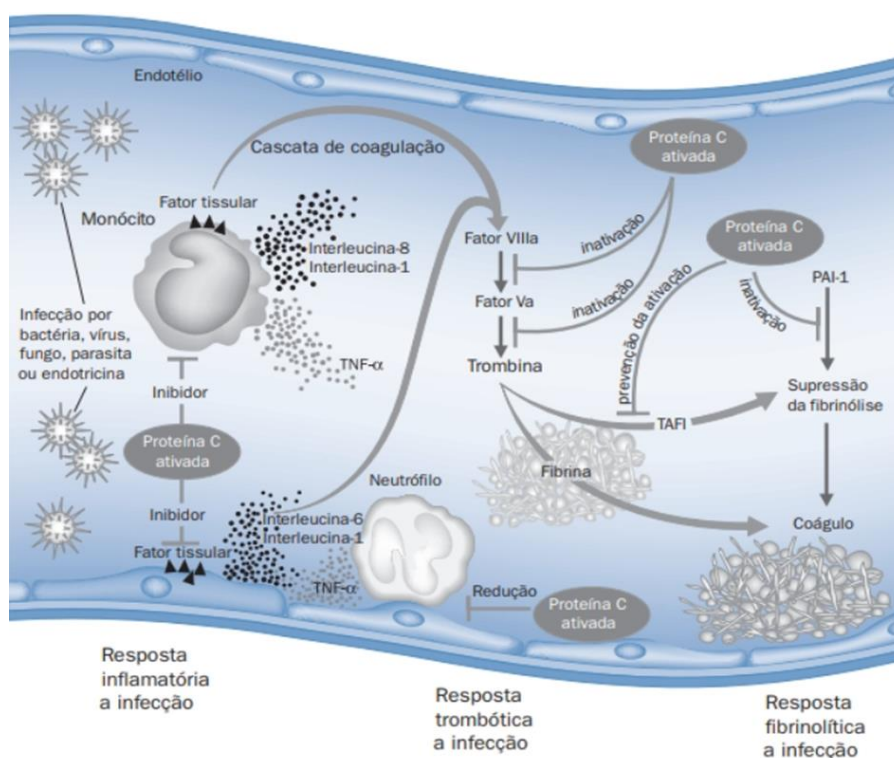 Endotélio
Cascata de coagulação
Fator tissular
Monócito
Interleucina-8
Interleucina-1
TNF-α
Infecção por
bactéria, vírus,
fungo, parasita
ou endotricina
Inibidor
Proteína C
ativada
Inibidor
Fator tissular
Interleucina-6
Interleucina-1
TNF-α
Neutrófilo
Redução
Proteína C
ativada
Proteína C
ativada
inativação
inativação
Fator VIIIa
Fator Va
Trombina
Fibrina
Proteína C
ativada
prevenção da ativação
inativação
PAI-1
TAFI
Supressão
da fibrinólise
Coágulo
Resposta
inflamatória
a infecção
Resposta
trombótica
a infecção
Resposta
fibrinolítica
a infecção